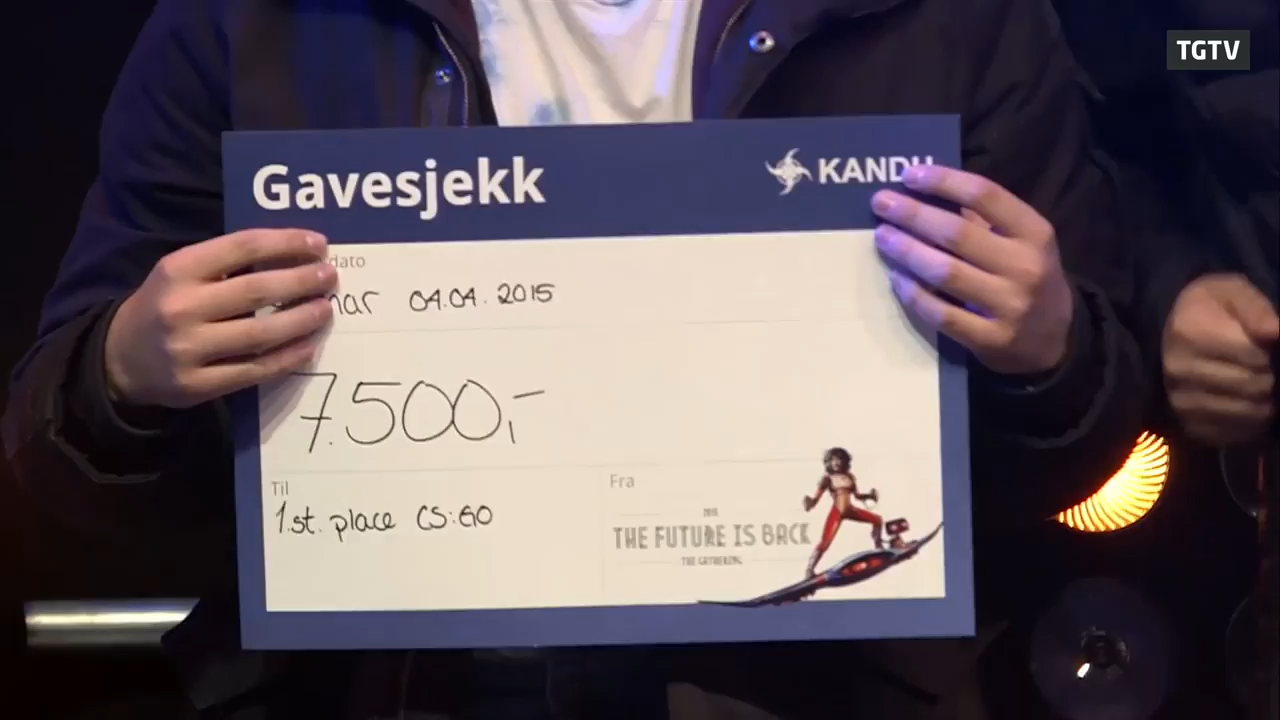 TGTV
Gavesjekk
KANDU
dato
04.04.2015
7.500,-
Til
1.st. place CS:GO
Fra
2015
THE FUTURE IS BACK
THE GATHERING